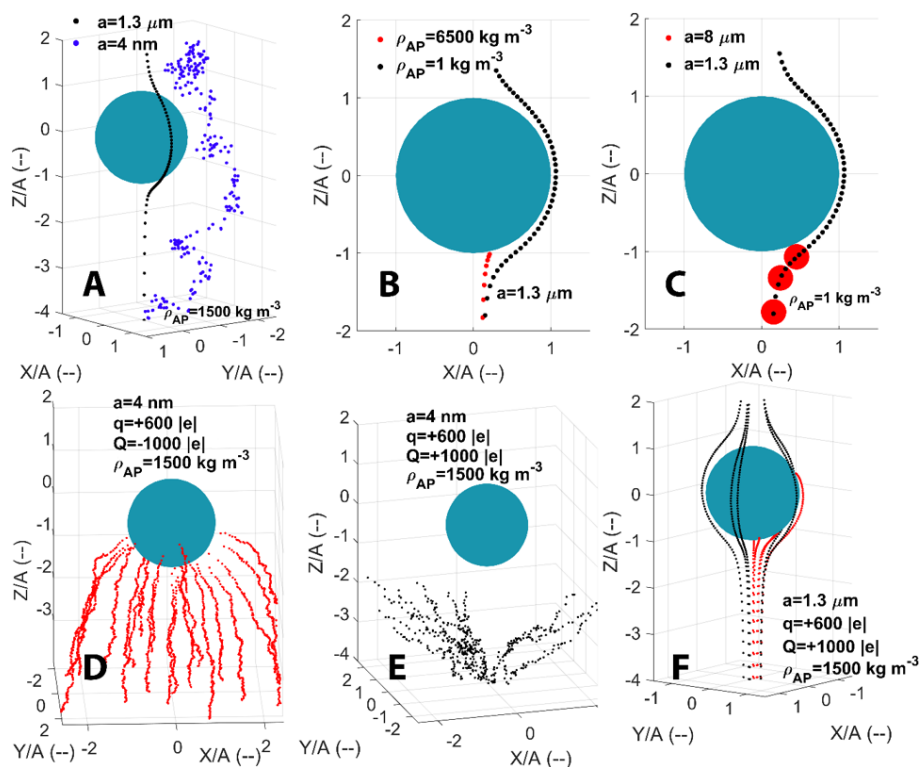 a=1.3 μm
a=4 nm
2
1
0
-1
-2
-3
-4
Z/A (--)
A
ρAP=1500 kg m-3
-1
0
1
1
0
-1
-2
X/A (--)
Y/A (--)
ρAP=6500 kg m-3
ρAP=1 kg m-3
2
1
0
-1
-2
Z/A (--)
B
a=1.3 μm
-1
0
1
X/A (--)
a=8 μm
a=1.3 μm
2
1
0
-1
-2
Z/A (--)
C
ρAP=1 kg m-3
-1
0
1
X/A (--)
a=4 nm
q=+600 |e|
Q=-1000 |e|
ρAP=1500 kg m-3
2
1
0
-1
-2
-3
Z/A (--)
D
-2
0
2
-2
0
2
Y/A (--)
X/A (--)
a=4 nm
q=+600 |e|
Q=+1000 |e|
ρAP=1500 kg m-3
2
1
0
-1
-2
-3
-4
Z/A (--)
E
2
1
0
-1
-2
-2
0
2
Y/A (--)
X/A (--)
2
1
0
-1
-2
-3
-4
Z/A (--)
a=1.3 μm
q=+600 |e|
Q=+1000 |e|
ρAP=1500 kg m-3
F
-1
0
1
1
0
-1
Y/A (--)
X/A (--)